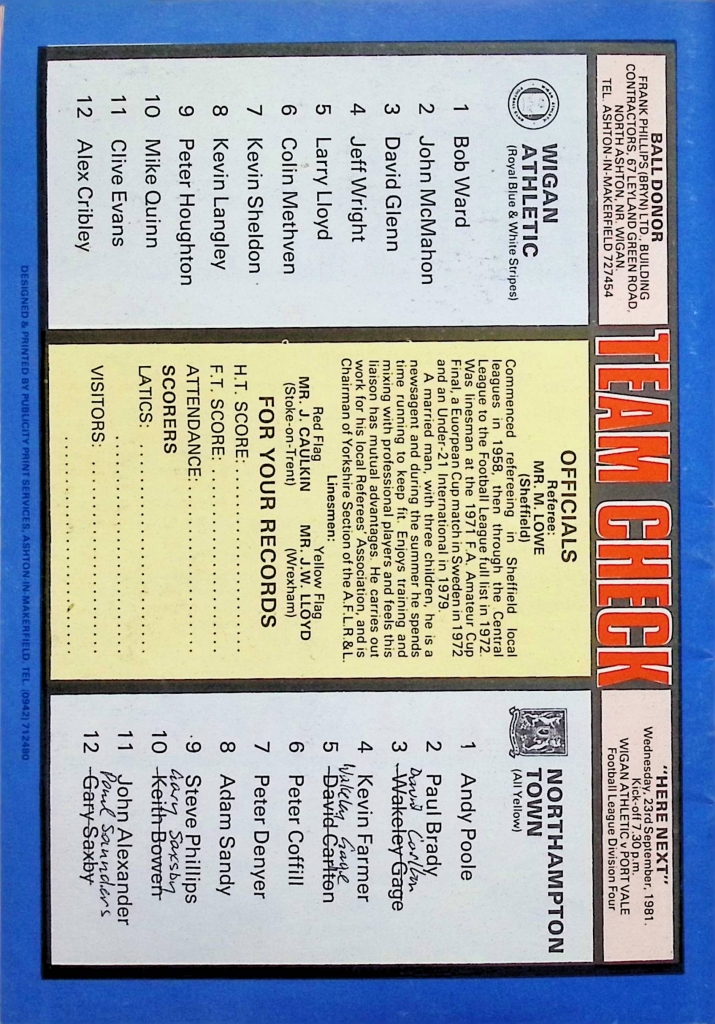 BALL DONOR
FRANK PHILLIPS (BRYN) LTD., BUILDING
CONTRACTORS, 67 LEYLAND GREEN ROAD,
NORTH ASHTON, NR. WIGAN.
TEL. ASHTON-IN-MAKERFIELD 727454
TEAM CHECK
"HERE NEXT"
Wednesday, 23rd September, 1981.
Kick-off 7.30 p.m.
WIGAN ATHLETIC v PORT VALE
Football League Division Four
WIGAN
ATHLETIC
(Royal Blue & White Stripes)
1 Bob Ward
2 John McMahon
3 David Glenn
4 Jeff Wright
5 Larry Lloyd
6 Colin Methven
7 Kevin Sheldon
8 Kevin Langley
9 Peter Houghton
10 Mike Quinn
11 Clive Evans
12 Alex Cribley
OFFICIALS
Referee:
MR. M. LOWE
(Sheffield)
Commenced refereeing in Sheffield local
leagues in 1958, then through the Central
League to the Football League full list in 1972.
Was linesman at the 1971 F.A. Amateur Cup
Final, a Euorpean Cup match in Sweden in 1972
and an Under-21 International in 1979.
A married man, with three children, he is a
newsagent and during the summer he spends
time running to keep fit. Enjoys training and
mixing with professional players and feels this
liaison has mutual advantages. He carries out
work for his local Referees' Association, and is
Chairman of Yorkshire Section of the A.F.L.R.&L.
Linesmen:
Red Flag Yellow Flag
MR. J. CAULKIN MR. J.W. LLOYD
(Stoke-on-Trent) (Wrexham)
FOR YOUR RECORDS
H.T. SCORE:
F.T. SCORE:
ATTENDANCE:
SCORERS
LATICS:
VISITORS:
NORTHAMPTON
TOWN
(All Yellow)
1 Andy Poole
2 Paul Brady
David Carlton
3 Wakeley Gage
4 Kevin Farmer
Wakeley Gage
5 David Carlton
6 Peter Coffill
7 Peter Denyer
8 Adam Sandy
9 Steve Phillips
Gary Saxsby
10 Keith Bowen
11 John Alexander
Paul Saunders
12 Gary Saxby
DESIGNED & PRINTED BY PUBLICITY PRINT SERVICES, ASHTON-IN-MAKERFIELD. TEL. (0942) 712480